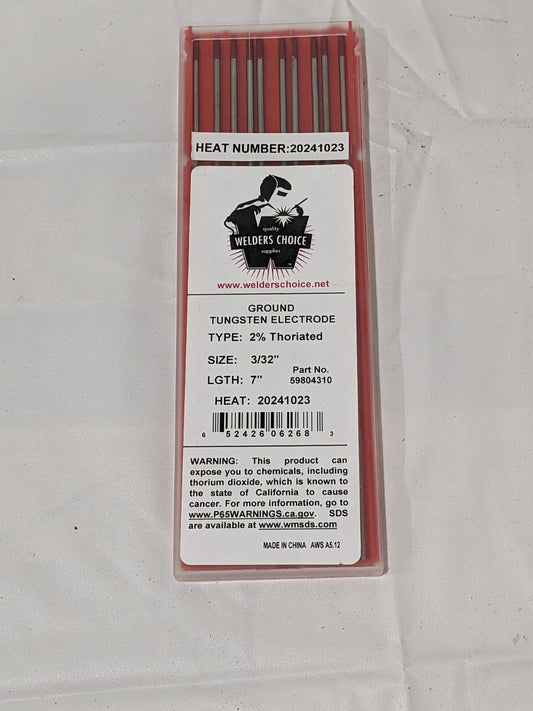 HEAT NUMBER:20241023
quality
WELDERS CHOICE
supplies
www.welderschoice.net
GROUND
TUNGSTEN ELECTRODE
TYPE: 2% Thoriated
SIZE: 3/32"
Part No.
LGTH: 7"
59804310
HEAT: 20241023
6 52426 06268 3
WARNING: This product can
expose you to chemicals, including
thorium dioxide, which is known to
the state of California to cause
cancer. For more information, go to
www.P65WARNINGS.ca.gov. SDS
are available at www.wmsds.com
MADE IN CHINA AWS A5.12